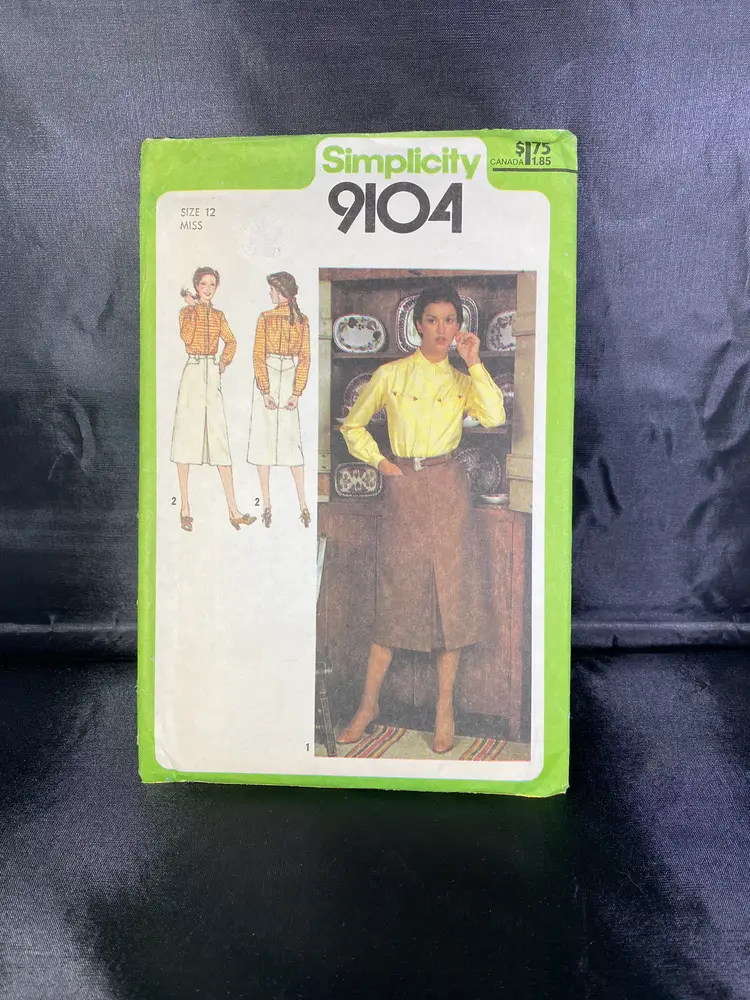 Simplicity
9104
$1.75
CANADA 1.85
SIZE 12
MISS
2
2
1